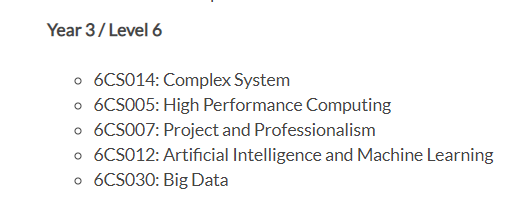 Year 3 / Level 6
6CS014: Complex System
6CS005: High Performance Computing
6CS007: Project and Professionalism
6CS012: Artificial Intelligence and Machine Learning
6CS030: Big Data